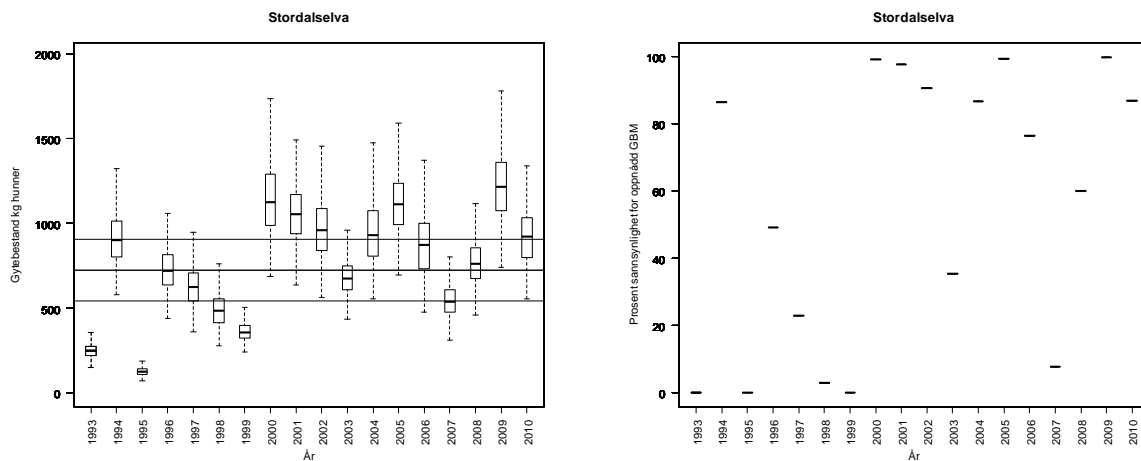 Stordalselva
Gytebestand kg hunner
2000
1500
1000
500
0
1993 1994 1995 1996 1997 1998 1999 2000 2001 2002 2003 2004 2005 2006 2007 2008 2009 2010
År
Stordalselva
Prosent sannsynlighet for oppnådd GBM
100
80
60
40
20
0
1993 1994 1995 1996 1997 1998 1999 2000 2001 2002 2003 2004 2005 2006 2007 2008 2009 2010
År